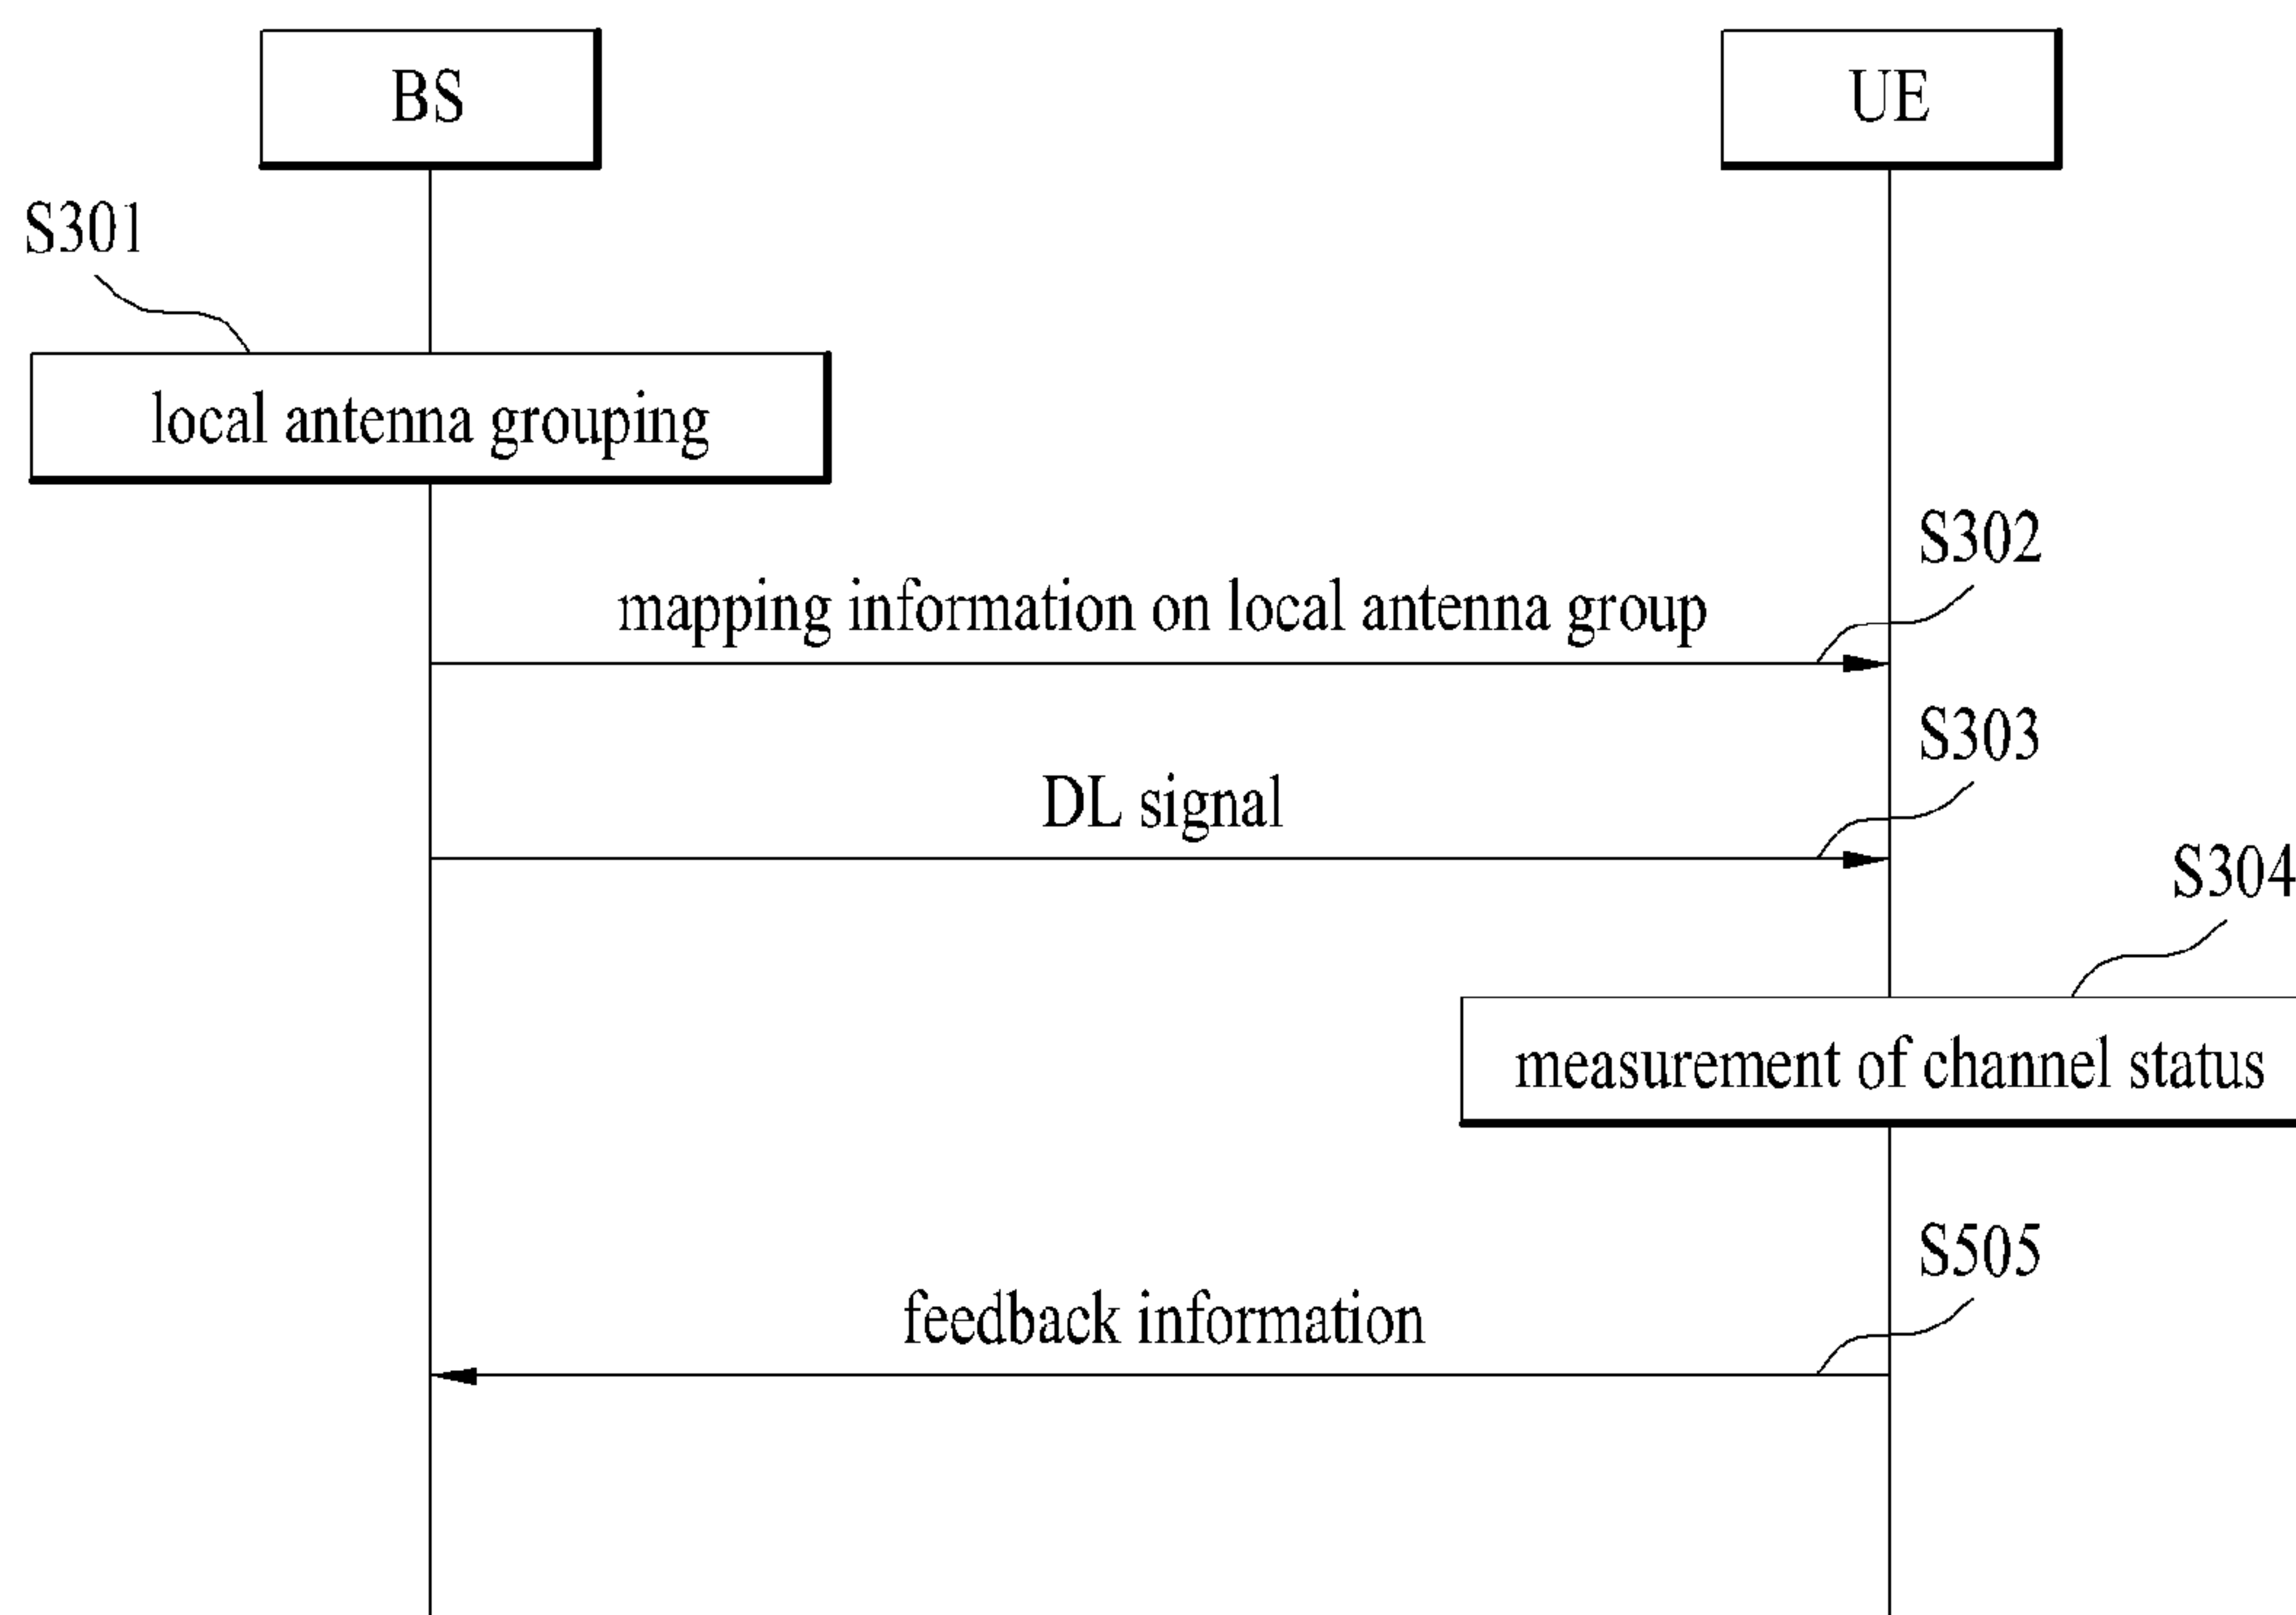 BS
UE
S301
local antenna grouping
S302
mapping information on local antenna group
S303
DL signal
S304
measurement of channel status
S505
feedback information